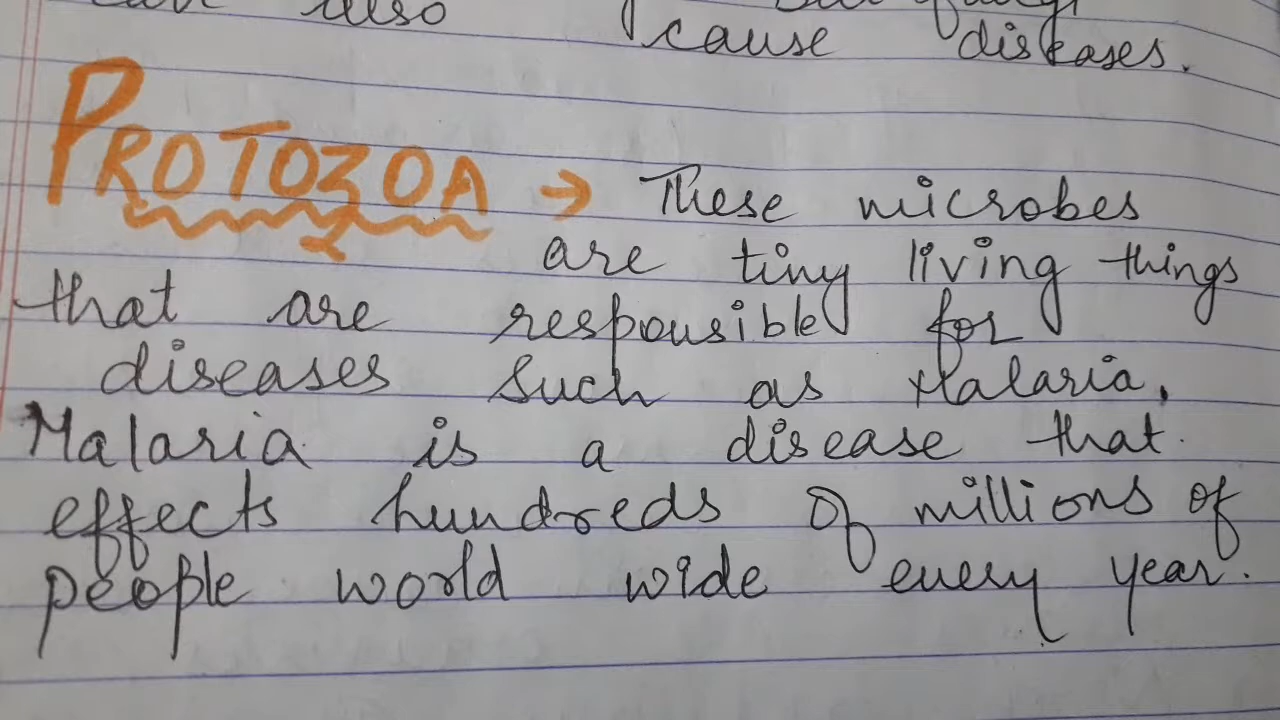 also
cause diseases.
PROTOZOA → These microbes
are tiny living things
that are responsible for
diseases such as Malaria,
Malaria is a disease that
effects hundreds of millions of
people world wide every year.